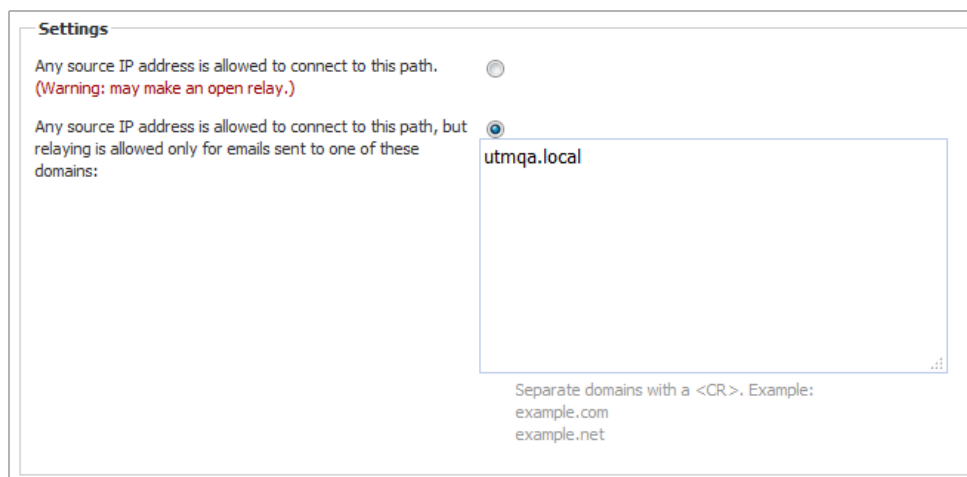 Settings
Any source IP address is allowed to connect to this path.
(Warning: may make an open relay.)
Any source IP address is allowed to connect to this path, but
relaying is allowed only for emails sent to one of these
domains:
utmqa.local
Separate domains with a <CR>. Example:
example.com
example.net